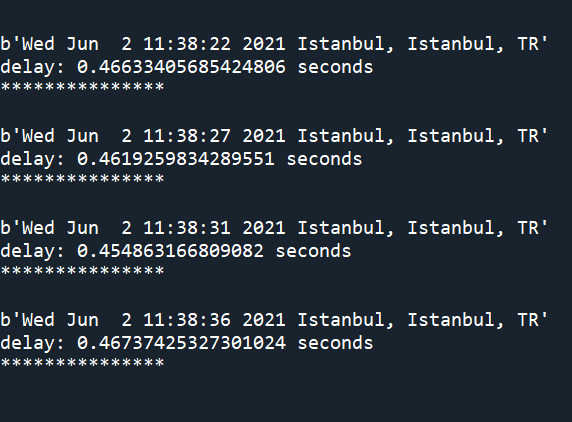 b'Wed Jun  2 11:38:22 2021 Istanbul, Istanbul, TR'
delay: 0.46633405685424806 seconds
***************
b'Wed Jun  2 11:38:27 2021 Istanbul, Istanbul, TR'
delay: 0.4619259834289551 seconds
***************
b'Wed Jun  2 11:38:31 2021 Istanbul, Istanbul, TR'
delay: 0.454863166809082 seconds
***************
b'Wed Jun  2 11:38:36 2021 Istanbul, Istanbul, TR'
delay: 0.46737425327301024 seconds
***************